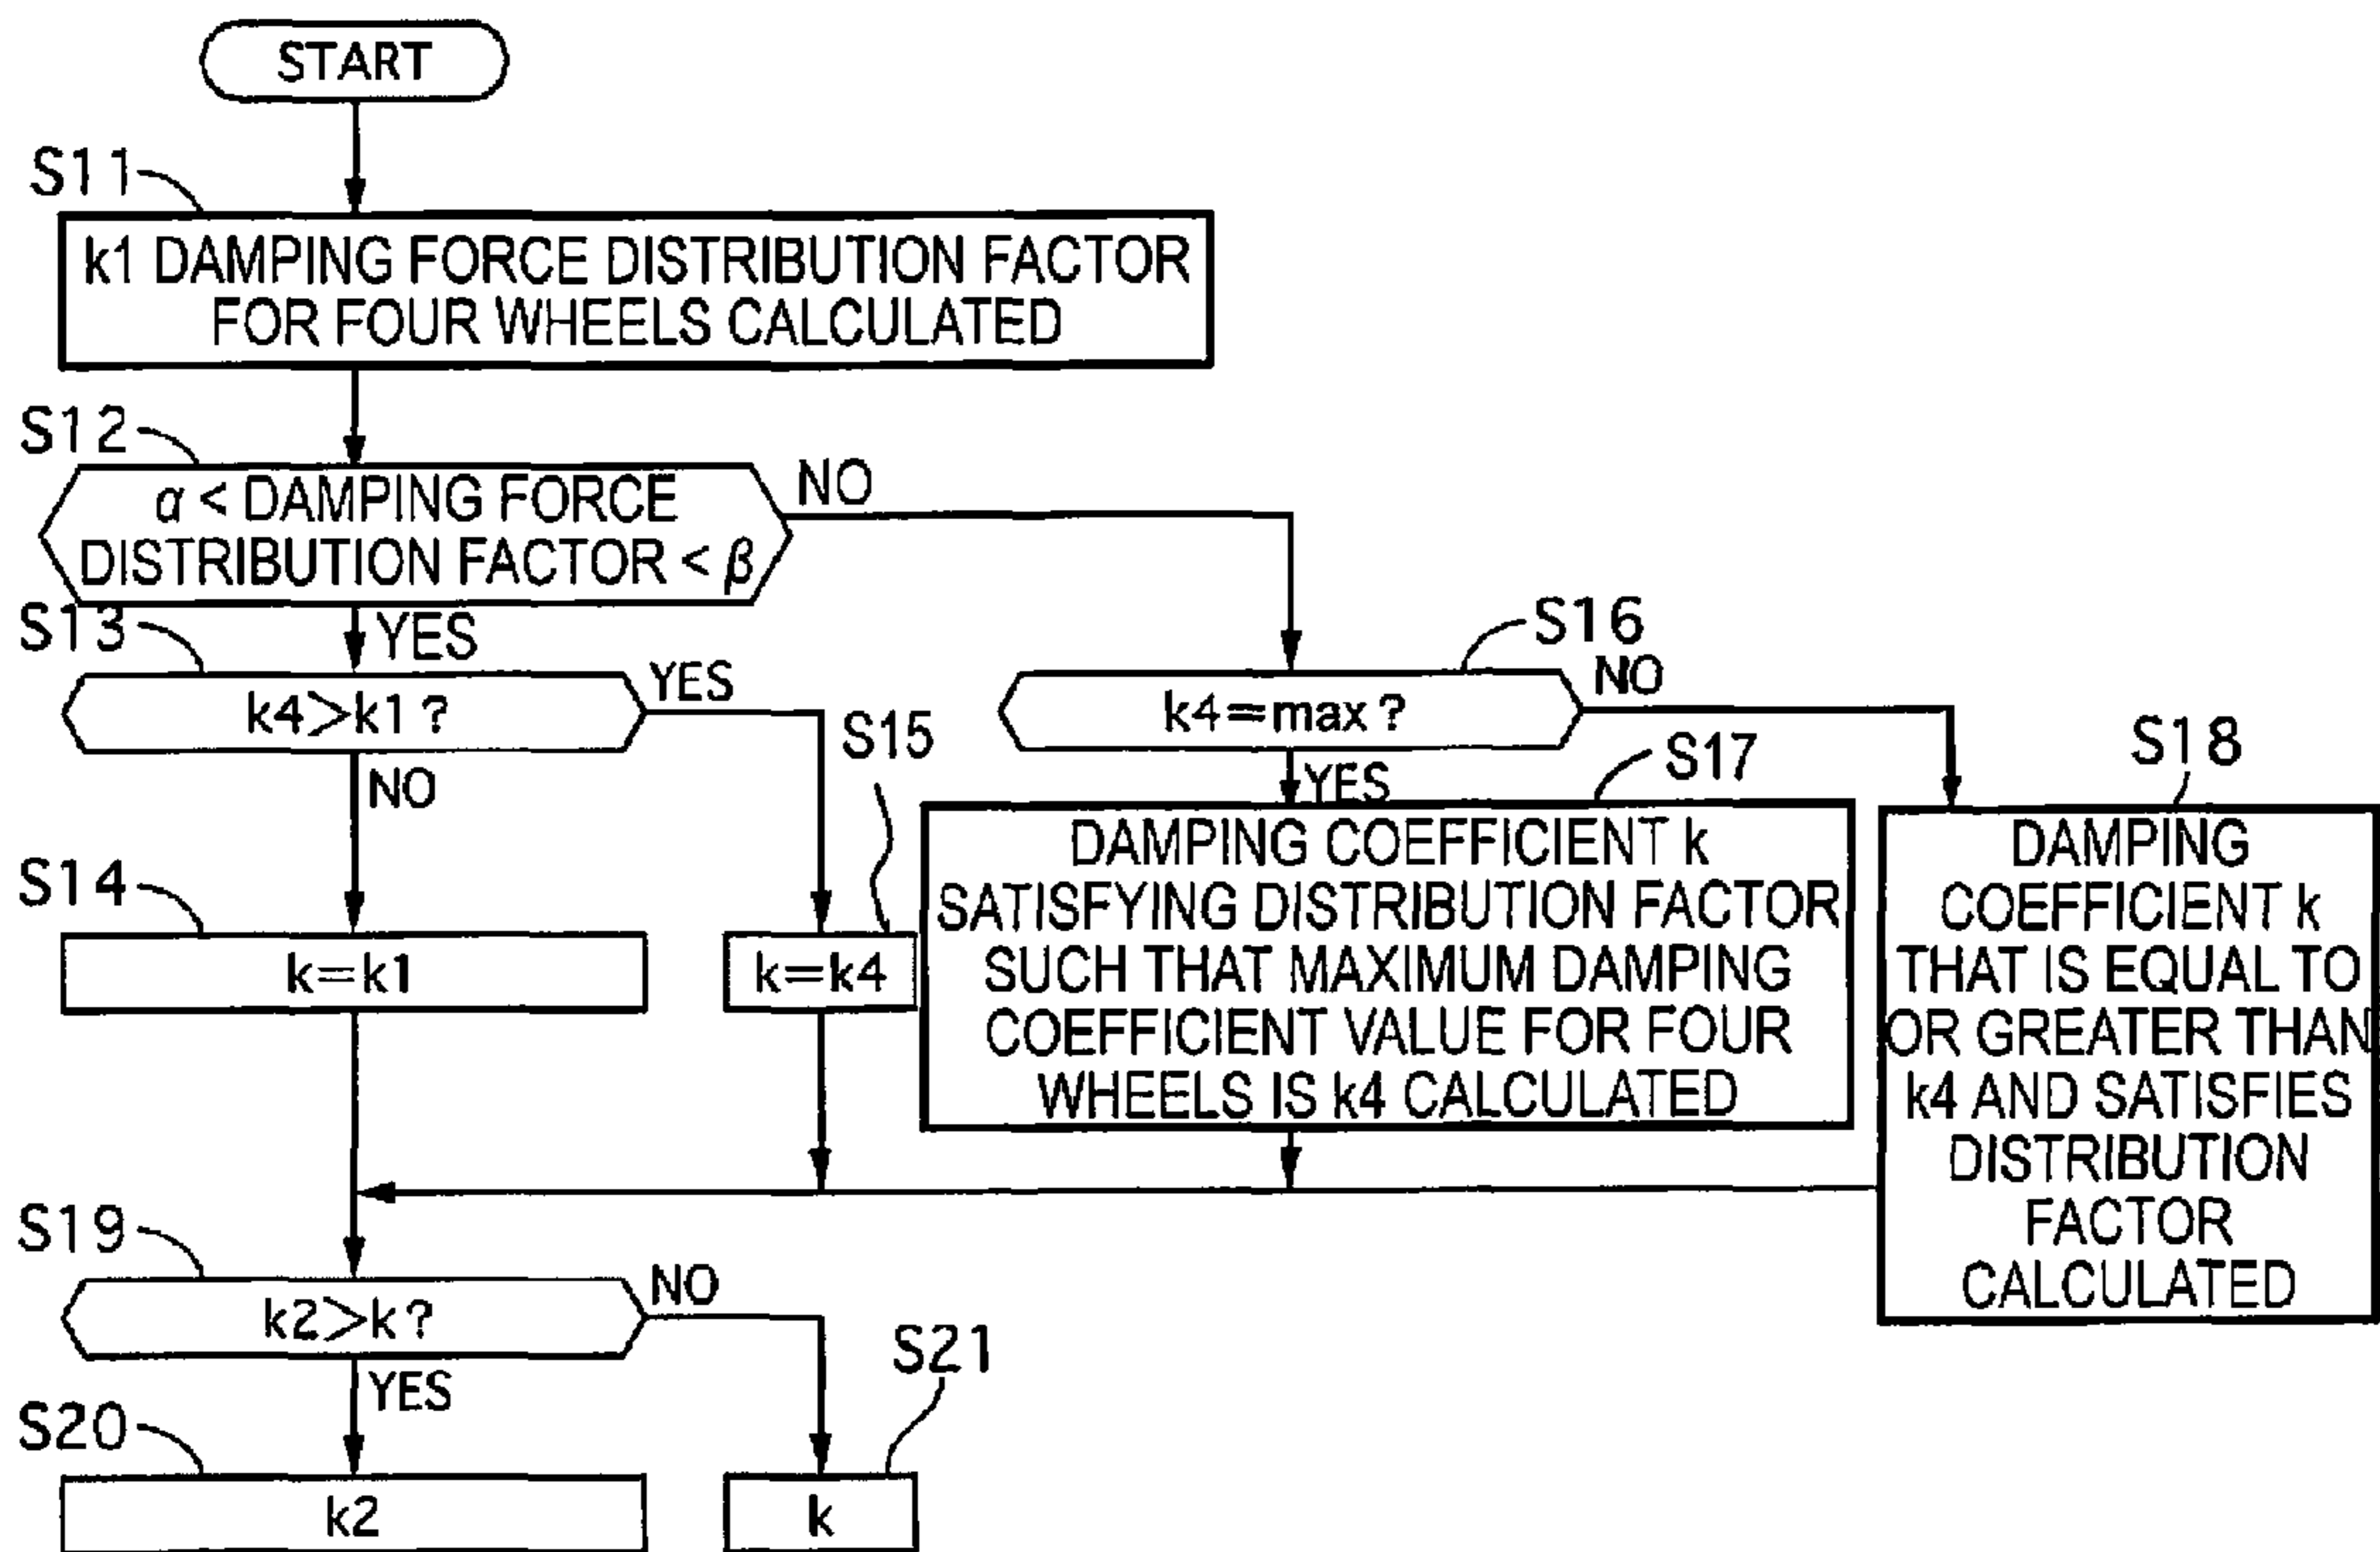 START
S11
k1 DAMPING FORCE DISTRIBUTION FACTOR
FOR FOUR WHEELS CALCULATED
S12
α < DAMPING FORCE
DISTRIBUTION FACTOR < β
NO
YES
S13
k4>k1?
YES
NO
S16
k4=max?
NO
YES
S14
k=k1
S15
k=k4
S17
DAMPING COEFFICIENT k
SATISFYING DISTRIBUTION FACTOR
SUCH THAT MAXIMUM DAMPING
COEFFICIENT VALUE FOR FOUR
WHEELS IS k4 CALCULATED
S18
DAMPING
COEFFICIENT k
THAT IS EQUAL TO
OR GREATER THAN
k4 AND SATISFIES
DISTRIBUTION
FACTOR
CALCULATED
S19
k2>k?
NO
YES
S20
k2
S21
k